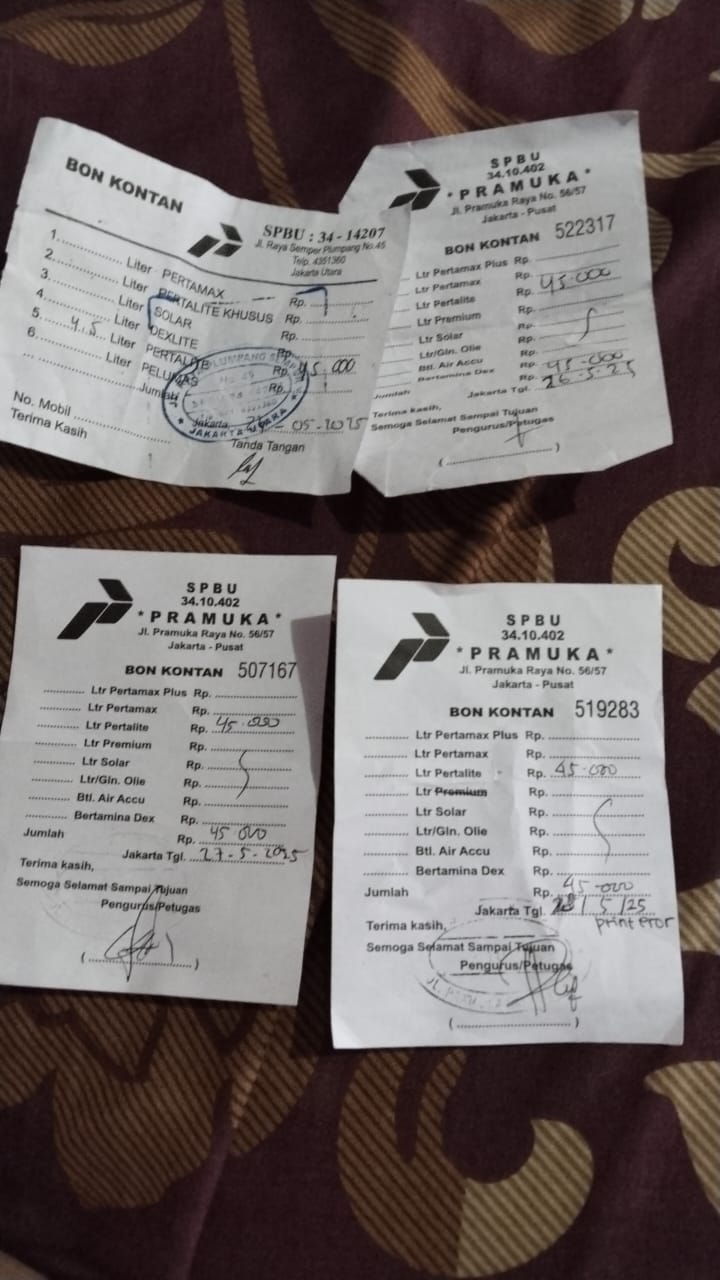 BON KONTAN
SPBU : 34 - 14207
Jl. Raya Semper Plumpang No.45
Telp. 4351360
Jakarta Utara
1. Liter PERTAMAX Rp.
2. Liter PERTALITE KHUSUS Rp.
3. Liter SOLAR Rp.
4. Liter DEXLITE Rp.
5. 4,5 Liter PERTALITE Rp. 45.000
6. Liter PELUMAS Rp.
Jumlah
JAKARTA UTARA
Jakarta, 05-2025
No. Mobil
Terima Kasih
Tanda Tangan
SPBU
34.10.402
* PRAMUKA *
Jl. Pramuka Raya No. 56/57
Jakarta - Pusat
BON KONTAN 522317
Ltr Pertamax Plus Rp.
Ltr Pertamax Rp. 45.000
Ltr Pertalite Rp.
Ltr Premium Rp.
Ltr Solar Rp.
Ltr/Gln. Olie Rp.
Btl. Air Accu Rp.
Bertamina Dex Rp.
Jumlah 45.000
Jakarta Tgl. 26-5-25
Terima kasih,
Semoga Selamat Sampai Tujuan
Pengurus/Petugas
(..............................)
SPBU
34.10.402
* PRAMUKA *
Jl. Pramuka Raya No. 56/57
Jakarta - Pusat
BON KONTAN 507167
Ltr Pertamax Plus Rp.
Ltr Pertamax Rp.
Ltr Pertalite Rp. 45.000
Ltr Premium Rp.
Ltr Solar Rp.
Ltr/Gln. Olie Rp.
Btl. Air Accu Rp.
Bertamina Dex Rp.
Jumlah Rp. 45.000
Jakarta Tgl. 27-5-2025
Terima kasih,
Semoga Selamat Sampai Tujuan
Pengurus/Petugas
(..............................)
SPBU
34.10.402
* PRAMUKA *
Jl. Pramuka Raya No. 56/57
Jakarta - Pusat
BON KONTAN 519283
Ltr Pertamax Plus Rp.
Ltr Pertamax Rp.
Ltr Pertalite Rp. 45.000
Ltr Premium Rp.
Ltr Solar Rp.
Ltr/Gln. Olie Rp.
Btl. Air Accu Rp.
Bertamina Dex Rp.
Jumlah Rp. 45.000
Jakarta Tgl. /5/25
print eror
Terima kasih,
Semoga Selamat Sampai Tujuan
Pengurus/Petugas
(..............................)